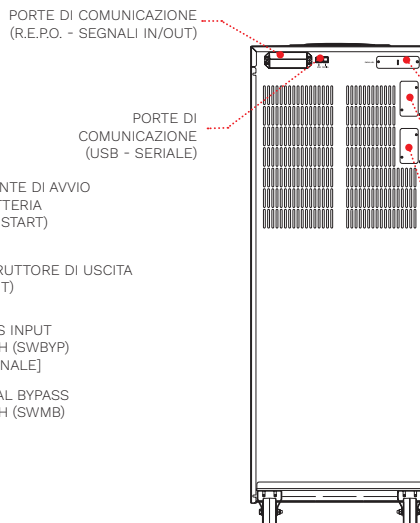 PORTE DI COMUNICAZIONE
(R.E.P.O. - SEGNALI IN/OUT)
PORTE DI
COMUNICAZIONE
(USB - SERIALE)
NTE DI AVVIO
TTERIA
START)
RUTTORE DI USCITA
T)
S INPUT
H (SWBYP)
NALE]
AL BYPASS
H (SWMB)